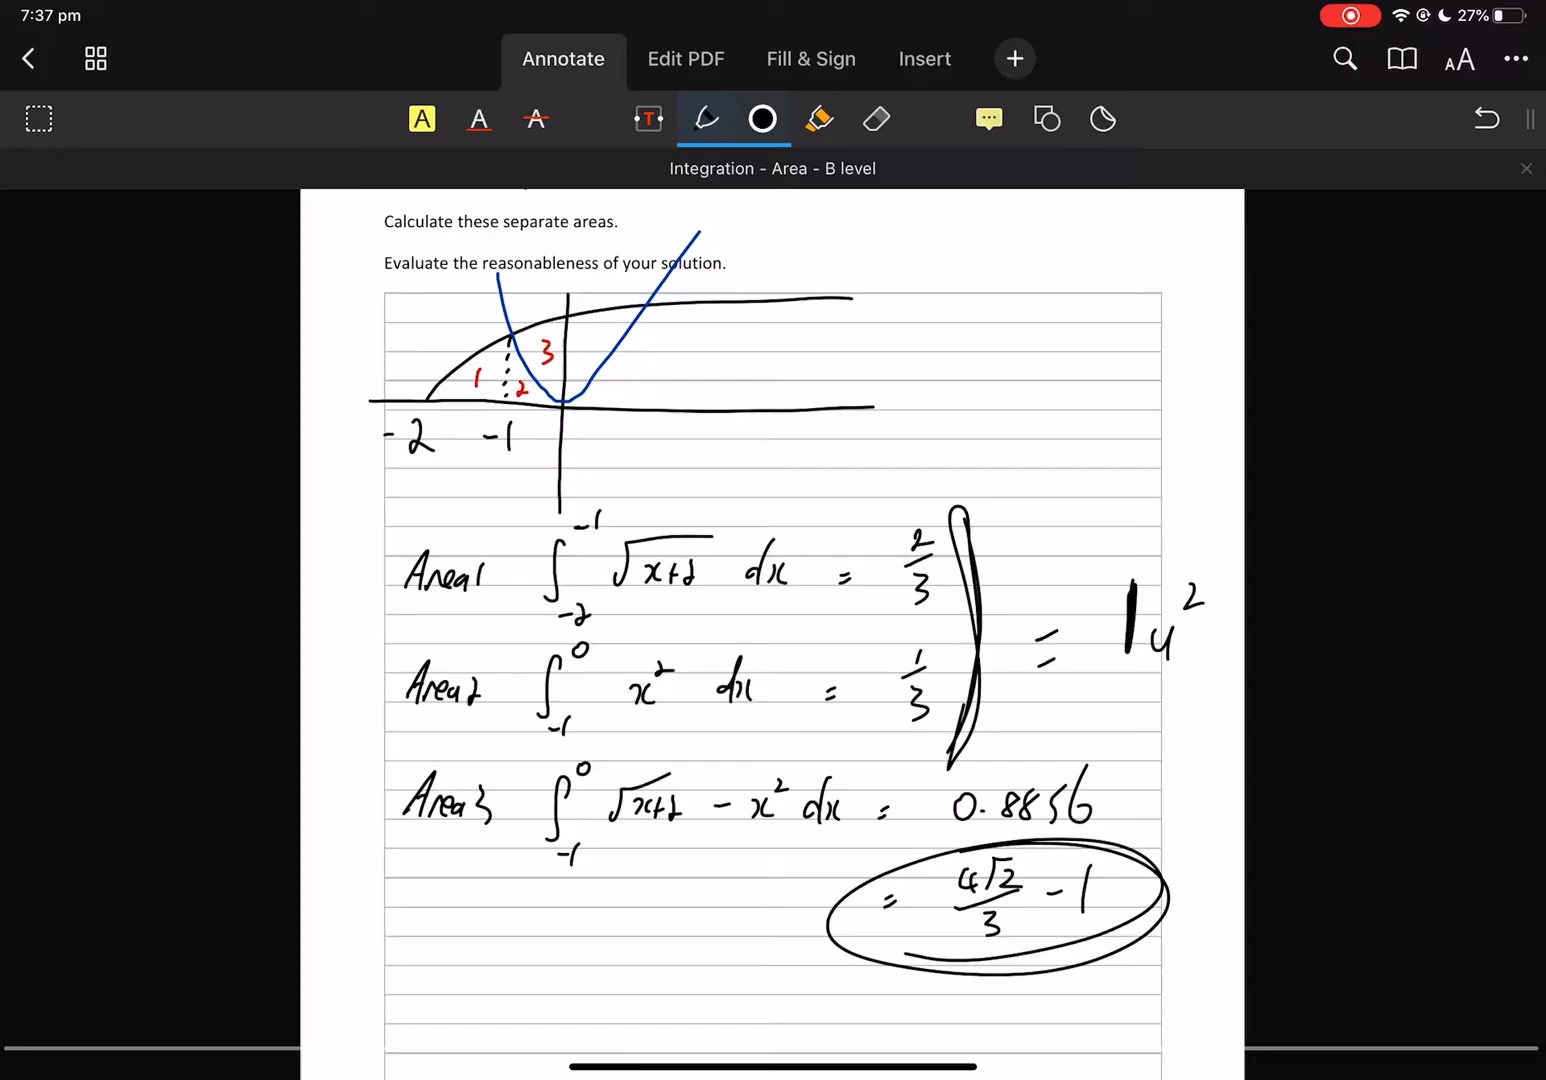 7:37 pm
27%
Annotate Edit PDF Fill & Sign Insert
A A A T AA
Integration - Area - B level
Calculate these separate areas.
Evaluate the reasonableness of your solution.
3
1 2
-2 -1
Area 1 ∫_{-2}^{-1} √(x+2) dx = 2/3
Area 2 ∫_{-1}^{0} x² dx = 1/3
= 1u²
Area 3 ∫_{-1}^{0} √(x+2) - x² dx = 0.8856
= 4√2/3 - 1